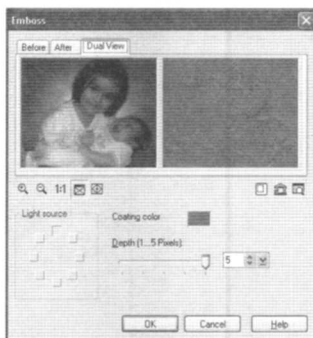 Emboss
Before After Dual View
1:1
Light source
Coating color
Depth (1...5 Pixels):
5
OK Cancel Help